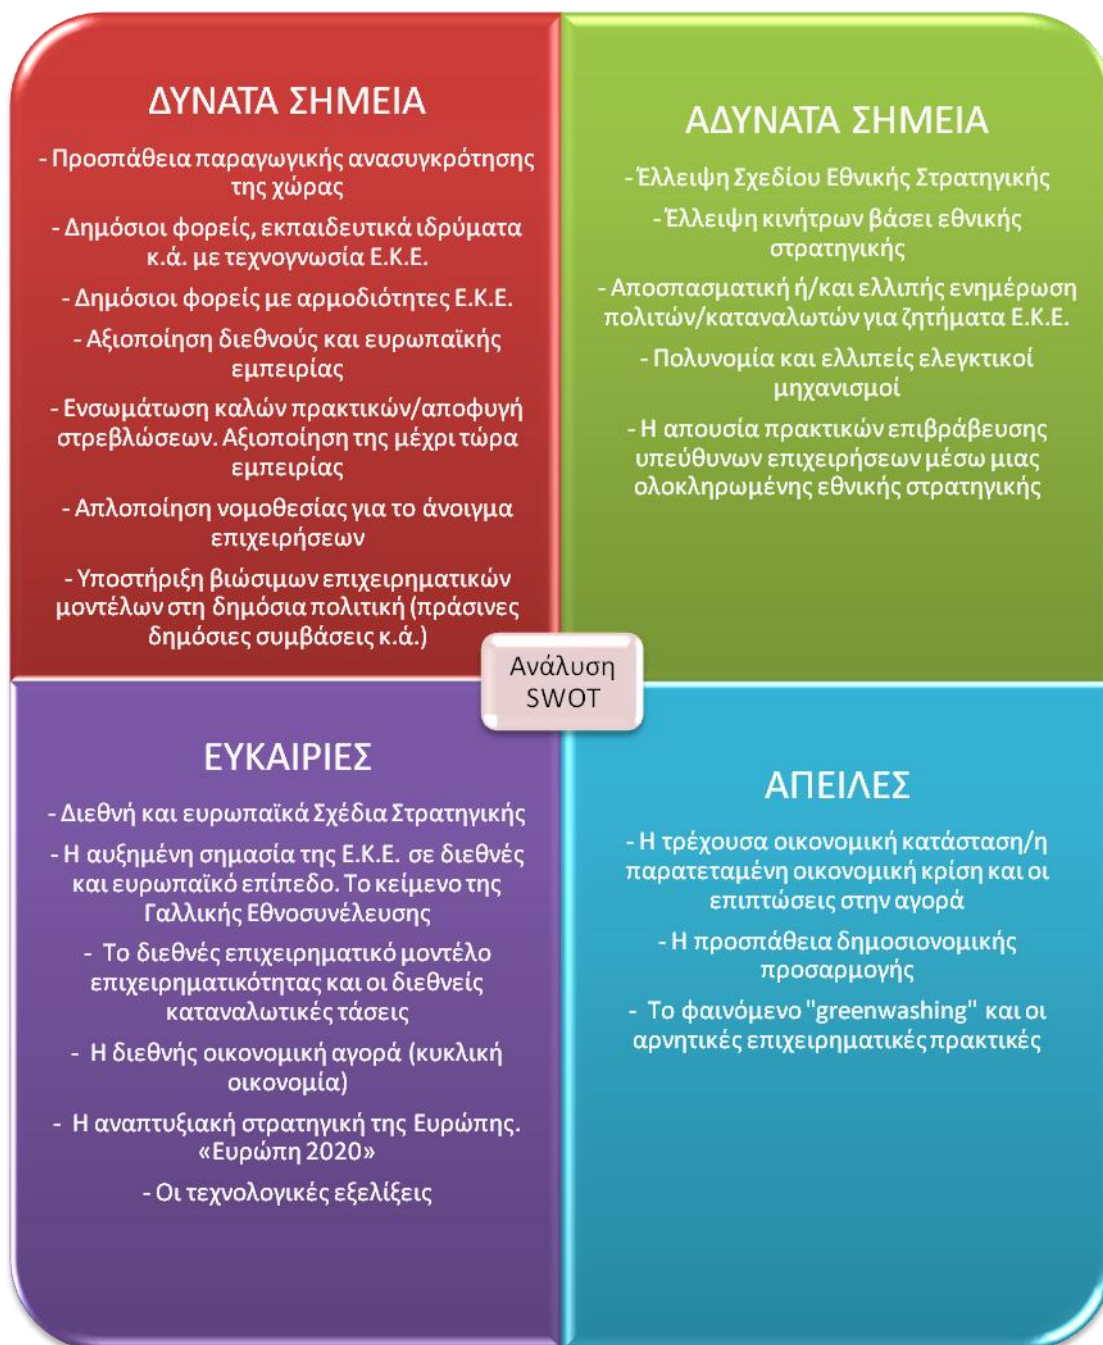 ΔΥΝΑΤΑ ΣΗΜΕΙΑ
- Προσπάθεια παραγωγικής ανασυγκρότησης
της χώρας
- Δημόσιοι φορείς, εκπαιδευτικά ιδρύματα
κ.ά. με τεχνογνωσία Ε.Κ.Ε.
- Δημόσιοι φορείς με αρμοδιότητες Ε.Κ.Ε.
- Αξιοποίηση διεθνούς και ευρωπαϊκής
εμπειρίας
- Ενσωμάτωση καλών πρακτικών/αποφυγή
στρεβλώσεων. Αξιοποίηση της μέχρι τώρα
εμπειρίας
- Απλοποίηση νομοθεσίας για το άνοιγμα
επιχειρήσεων
- Υποστήριξη βιώσιμων επιχειρηματικών
μοντέλων στη δημόσια πολιτική (πράσινες
δημόσιες συμβάσεις κ.ά.)
ΑΔΥΝΑΤΑ ΣΗΜΕΙΑ
- Έλλειψη Σχεδίου Εθνικής Στρατηγικής
- Έλλειψη κινήτρων βάσει εθνικής
στρατηγικής
- Αποσπασματική ή/και ελλιπής ενημέρωση
πολιτών/καταναλωτών για ζητήματα Ε.Κ.Ε.
- Πολυνομία και ελλιπείς ελεγκτικοί
μηχανισμοί
- Η απουσία πρακτικών επιβράβευσης
υπεύθυνων επιχειρήσεων μέσω μιας
ολοκληρωμένης εθνικής στρατηγικής
Ανάλυση
SWOT
ΕΥΚΑΙΡΙΕΣ
- Διεθνή και ευρωπαϊκά Σχέδια Στρατηγικής
- Η αυξημένη σημασία της Ε.Κ.Ε. σε διεθνές
και ευρωπαϊκό επίπεδο. Το κείμενο της
Γαλλικής Εθνοσυνέλευσης
- Το διεθνές επιχειρηματικό μοντέλο
επιχειρηματικότητας και οι διεθνείς
καταναλωτικές τάσεις
- Η διεθνής οικονομική αγορά (κυκλική
οικονομία)
- Η αναπτυξιακή στρατηγική της Ευρώπης.
«Ευρώπη 2020»
- Οι τεχνολογικές εξελίξεις
ΑΠΕΙΛΕΣ
- Η τρέχουσα οικονομική κατάσταση/η
παρατεταμένη οικονομική κρίση και οι
επιπτώσεις στην αγορά
- Η προσπάθεια δημοσιονομικής
προσαρμογής
- Το φαινόμενο "greenwashing" και οι
αρνητικές επιχειρηματικές πρακτικές